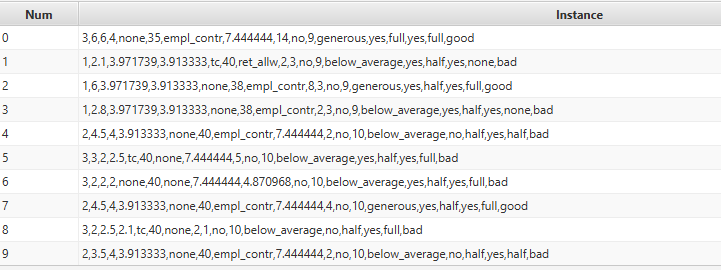 Num Instance
0 3,6,6,4,none,35,empl_contr,7.444444,14,no,9,generous,yes,full,yes,full,good
1 1,2.1,3.971739,3.913333,tc,40,ret_allw,2,3,no,9,below_average,yes,half,yes,none,bad
2 1,6,3.971739,3.913333,none,38,empl_contr,8,3,no,9,generous,yes,half,yes,full,good
3 1,2.8,3.971739,3.913333,none,38,empl_contr,2,3,no,9,below_average,yes,half,yes,none,bad
4 2,4.5,4,3.913333,none,40,empl_contr,7.444444,2,no,10,below_average,no,half,yes,half,bad
5 3,3,2,2.5,tc,40,none,7.444444,5,no,10,below_average,yes,half,yes,full,bad
6 3,2,2,2,none,40,none,7.444444,4.870968,no,10,below_average,yes,half,yes,full,bad
7 2,4.5,4,3.913333,none,40,empl_contr,7.444444,4,no,10,generous,yes,half,yes,full,good
8 3,2,2.5,2.1,tc,40,none,2,1,no,10,below_average,no,half,yes,full,bad
9 2,3.5,4,3.913333,none,40,empl_contr,7.444444,2,no,10,below_average,no,half,yes,half,bad